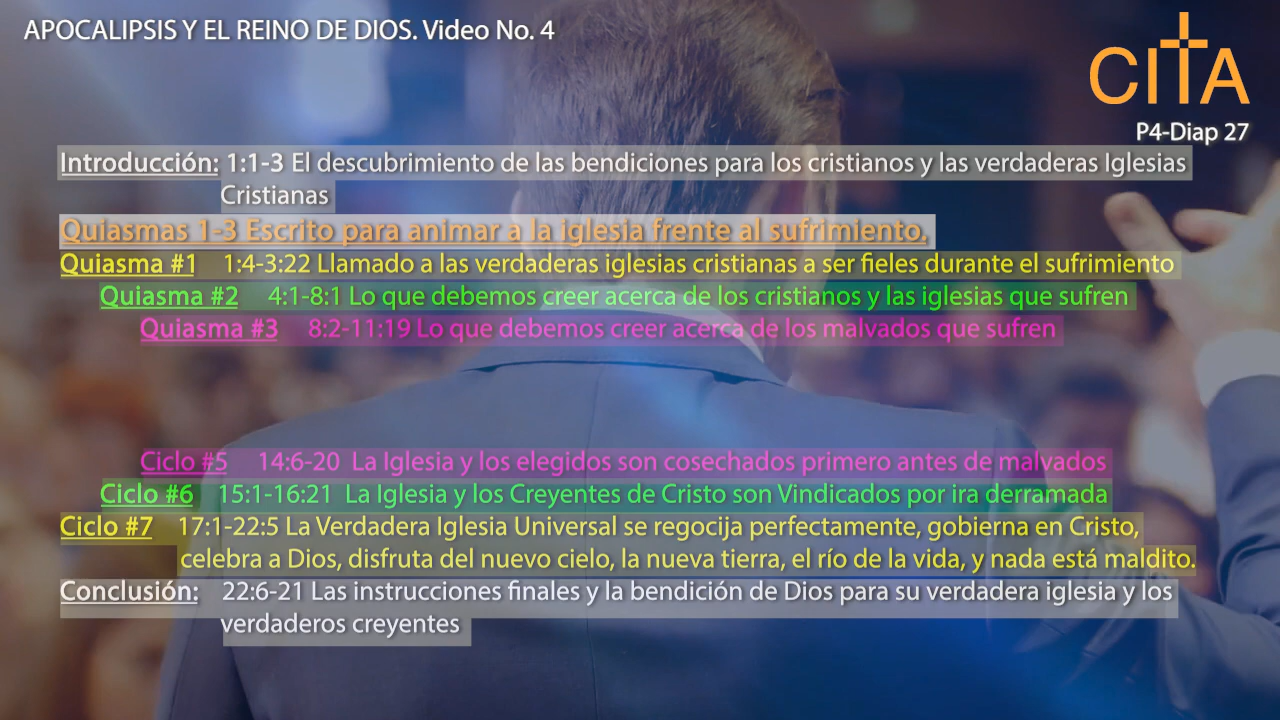 APOCALIPSIS Y EL REINO DE DIOS. Video No. 4
CITA
P4-Diap 27
Introducción: 1:1-3 El descubrimiento de las bendiciones para los cristianos y las verdaderas Iglesias
Cristianas
Quiasmas 1-3 Escrito para animar a la iglesia frente al sufrimiento.
Quiasma #1 1:4-3:22 Llamado a las verdaderas iglesias cristianas a ser fieles durante el sufrimiento
Quiasma #2 4:1-8:1 Lo que debemos creer acerca de los cristianos y las iglesias que sufren
Quiasma #3 8:2-11:19 Lo que debemos creer acerca de los malvados que sufren
Ciclo #5 14:6-20 La Iglesia y los elegidos son cosechados primero antes de malvados
Ciclo #6 15:1-16:21 La Iglesia y los Creyentes de Cristo son Vindicados por ira derramada
Ciclo #7 17:1-22:5 La Verdadera Iglesia Universal se regocija perfectamente, gobierna en Cristo,
celebra a Dios, disfruta del nuevo cielo, la nueva tierra, el río de la vida, y nada está maldito.
Conclusión: 22:6-21 Las instrucciones finales y la bendición de Dios para su verdadera iglesia y los
verdaderos creyentes